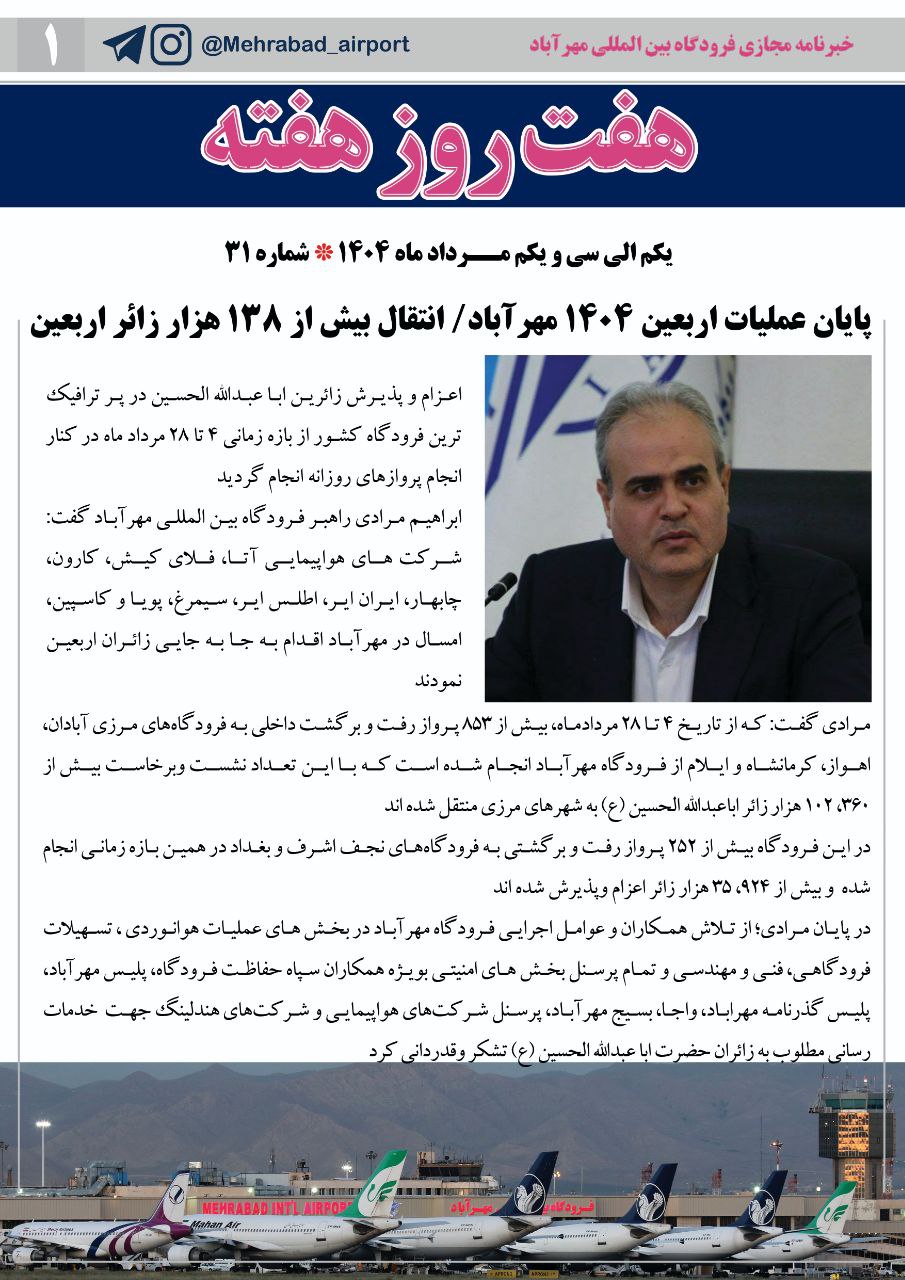 خبرنامه مجازی فرودگاه بین المللی مهرآباد
@Mehrabad_airport
۱
هفت روز هفته
یکم الی سی و یکم مـــرداد ماه ۱۴۰۴ * شماره ۳۱
پایان عملیات اربعین ۱۴۰۴ مهرآباد/ انتقال بیش از ۱۳۸ هزار زائر اربعین
اعزام و پذیرش زائرین ابا عبدالله الحسین در پر ترافیک
ترین فرودگاه کشور از بازه زمانی ۴ تا ۲۸ مرداد ماه در کنار
انجام پروازهای روزانه انجام گردید
ابراهیم مرادی راهبر فرودگاه بین المللی مهرآباد گفت:
شرکت های هواپیمایی آتا، فلای کیش، کارون،
چابهار، ایران ایر، اطلس ایر، سیمرغ، پویا و کاسپین،
امسال در مهرآباد اقدام به جا به جایی زائران اربعین
نمودند
مرادی گفت: که از تاریخ ۴ تا ۲۸ مردادماه، بیش از ۸۵۳ پرواز رفت و برگشت داخلی به فرودگاه‌های مرزی آبادان،
اهواز، کرمانشاه و ایلام از فرودگاه مهرآباد انجام شده است که با این تعداد نشست وبرخاست بیش از
۳۶۰، ۱۰۲ هزار زائر اباعبدالله الحسین (ع) به شهرهای مرزی منتقل شده اند
در این فرودگاه بیش از ۲۵۲ پرواز رفت و برگشتی به فرودگاه‌های نجف اشرف و بغداد در همین بازه زمانی انجام
شده و بیش از ۹۲۴، ۳۵ هزار زائر اعزام وپذیرش شده اند
در پایان مرادی؛ از تلاش همکاران و عوامل اجرایی فرودگاه مهرآباد در بخش های عملیات هوانوردی ، تسهیلات
فرودگاهی، فنی و مهندسی و تمام پرسنل بخش های امنیتی بویژه همکاران سپاه حفاظت فرودگاه، پلیس مهرآباد،
پلیس گذرنامه مهراباد، واجا، بسیج مهرآباد، پرسنل شرکت‌های هواپیمایی و شرکت‌های هندلینگ جهت خدمات
رسانی مطلوب به زائران حضرت ابا عبدالله الحسین (ع) تشکر وقدردانی کرد
MEHRABAD INT'L AIRPORT
Mahan Air